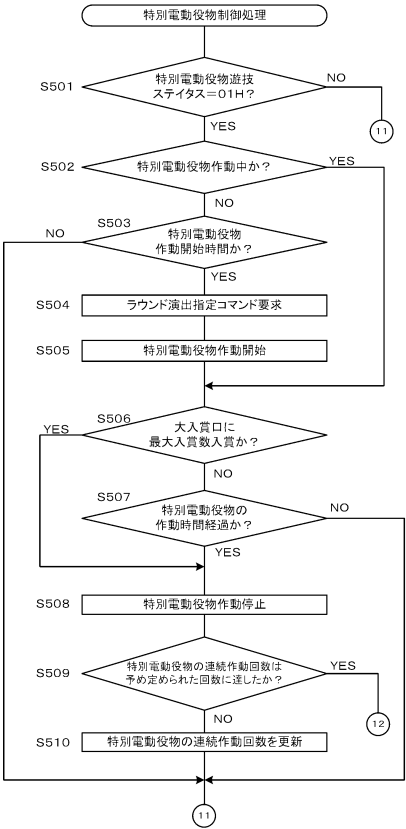 特別電動役物制御処理
S501
特別電動役物遊技
ステイタス＝01H？
NO
11
YES
S502
特別電動役物作動中か？
YES
NO
S503
特別電動役物
作動開始時間か？
NO
YES
S504
ラウンド演出指定コマンド要求
S505
特別電動役物作動開始
S506
大入賞口に
最大入賞数入賞か？
YES
NO
S507
特別電動役物の
作動時間経過か？
NO
YES
S508
特別電動役物作動停止
S509
特別電動役物の連続作動回数は
予め定められた回数に達したか？
YES
12
NO
S510
特別電動役物の連続作動回数を更新
11